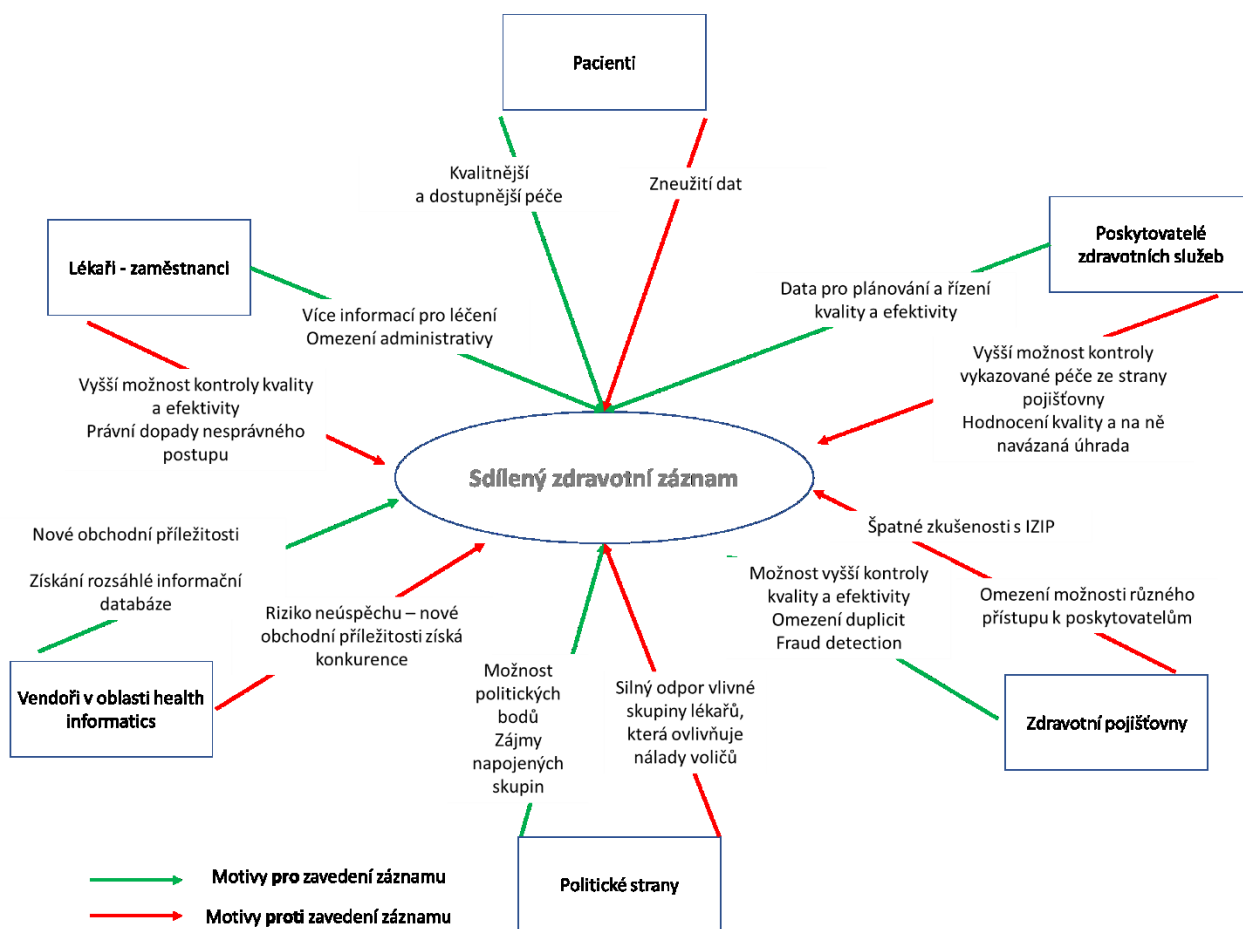 Pacienti
Kvalitnější
a dostupnější péče
Zneužití dat
Lékaři - zaměstnanci
Poskytovatelé
zdravotních služeb
Více informací pro léčení
Omezení administrativy
Data pro plánování a řízení
kvality a efektivity
Vyšší možnost kontroly kvality
a efektivity
Právní dopady nesprávného
postupu
Vyšší možnost kontroly
vykazované péče ze strany
pojišťovny
Hodnocení kvality a na ně
navázaná úhrada
Sdílený zdravotní záznam
Nové obchodní příležitosti
Získání rozsáhlé informační
databáze
Špatné zkušenosti s IZIP
Riziko neúspěchu – nové
obchodní příležitosti získá
konkurence
Možnost vyšší kontroly
kvality a efektivity
Omezení duplicit
Fraud detection
Omezení možnosti různého
přístupu k poskytovatelům
Možnost
politických
bodů
Zájmy
napojených
skupin
Silný odpor vlivné
skupiny lékařů,
která ovlivňuje
nálady voličů
Vendoři v oblasti health
informatics
Zdravotní pojišťovny
Politické strany
Motivy pro zavedení záznamu
Motivy proti zavedení záznamu